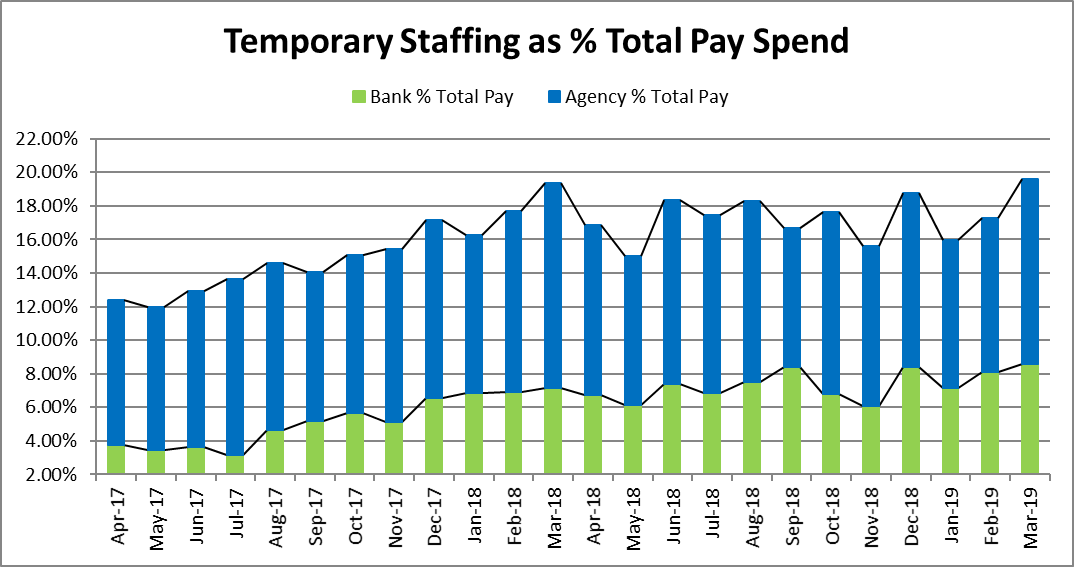 Temporary Staffing as % Total Pay Spend
Bank % Total Pay Agency % Total Pay
22.00%
20.00%
18.00%
16.00%
14.00%
12.00%
10.00%
8.00%
6.00%
4.00%
2.00%
Apr-17
May-17
Jun-17
Jul-17
Aug-17
Sep-17
Oct-17
Nov-17
Dec-17
Jan-18
Feb-18
Mar-18
Apr-18
May-18
Jun-18
Jul-18
Aug-18
Sep-18
Oct-18
Nov-18
Dec-18
Jan-19
Feb-19
Mar-19